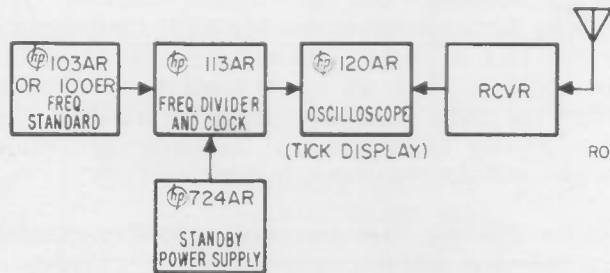 hp 103AR
OR 100ER
FREQ.
STANDARD
hp 113AR
FREQ. DIVIDER
AND CLOCK
hp 120AR
OSCILLOSCOPE
(TICK DISPLAY)
RCVR
RO
hp 724AR
STANDBY
POWER SUPPLY